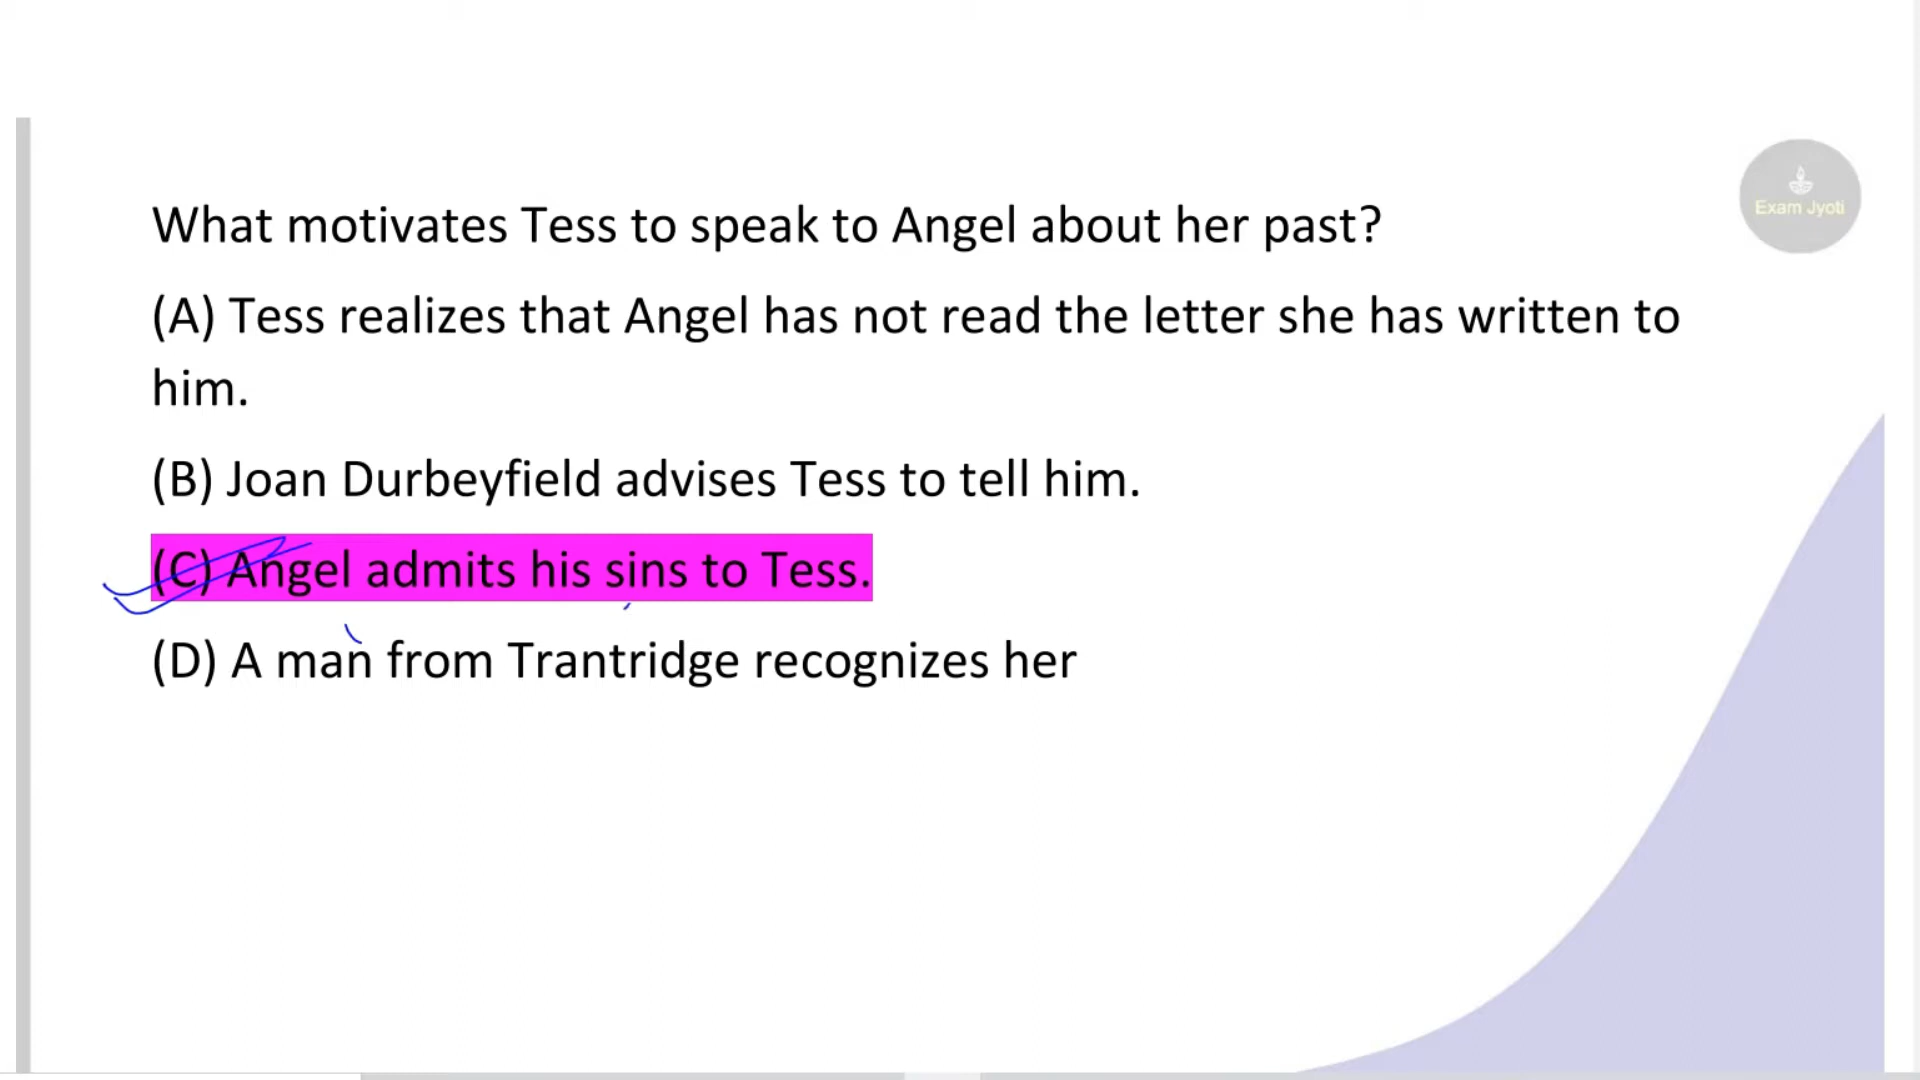 Exam Jyoti
What motivates Tess to speak to Angel about her past?
(A) Tess realizes that Angel has not read the letter she has written to
him.
(B) Joan Durbeyfield advises Tess to tell him.
(C) Angel admits his sins to Tess.
(D) A man from Trantridge recognizes her